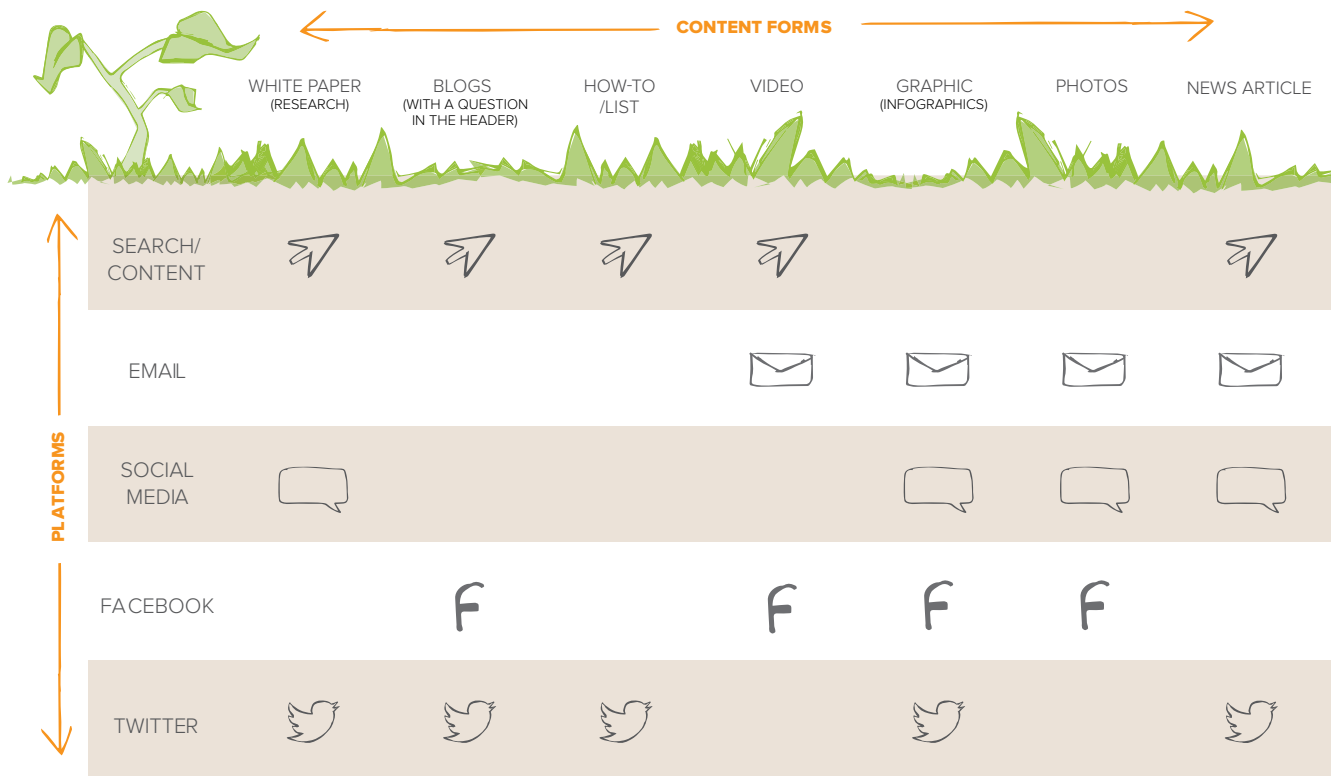 CONTENT FORMS
WHITE PAPER
(RESEARCH)
BLOGS
(WITH A QUESTION
IN THE HEADER)
HOW-TO
/LIST
VIDEO
GRAPHIC
(INFOGRAPHICS)
PHOTOS
NEWS ARTICLE
PLATFORMS
SEARCH/
CONTENT
EMAIL
SOCIAL
MEDIA
FACEBOOK
F F F F
TWITTER